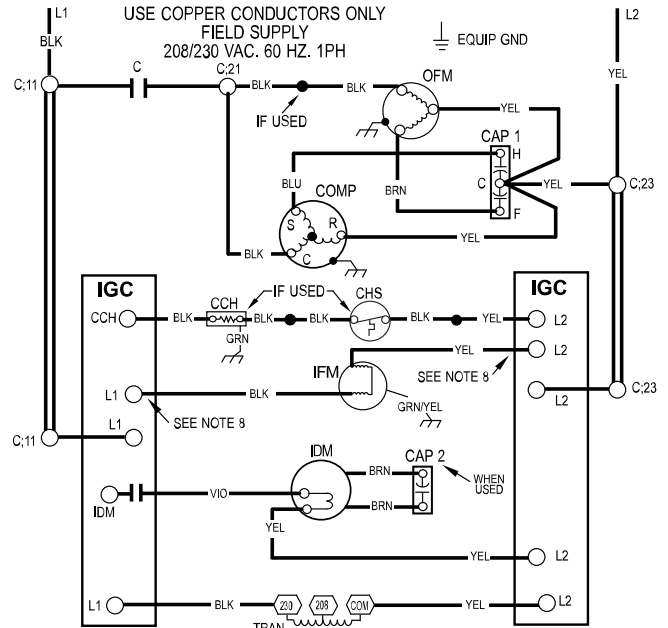 L1
USE COPPER CONDUCTORS ONLY
FIELD SUPPLY
208/230 VAC. 60 HZ. 1PH
L2
EQUIP GND
BLK
YEL
C;11
C
C;21
BLK
BLK
OFM
IF USED
YEL
CAP 1
H
BLU
COMP
BRN
C
YEL
C;23
S
R
F
YEL
BLK
C
IGC
IF USED
CHS
IGC
CCH
CCH
BLK
BLK
BLK
BLK
YEL
L2
GRN
YEL
L2
IFM
SEE NOTE 8
L1
BLK
GRN/YEL
L2
C;23
SEE NOTE 8
C;11
L1
IDM
CAP 2
BRN
WHEN
USED
VIO
BRN
IDM
YEL
YEL
L2
L1
BLK
230
208
COM
YEL
L2
TRAN